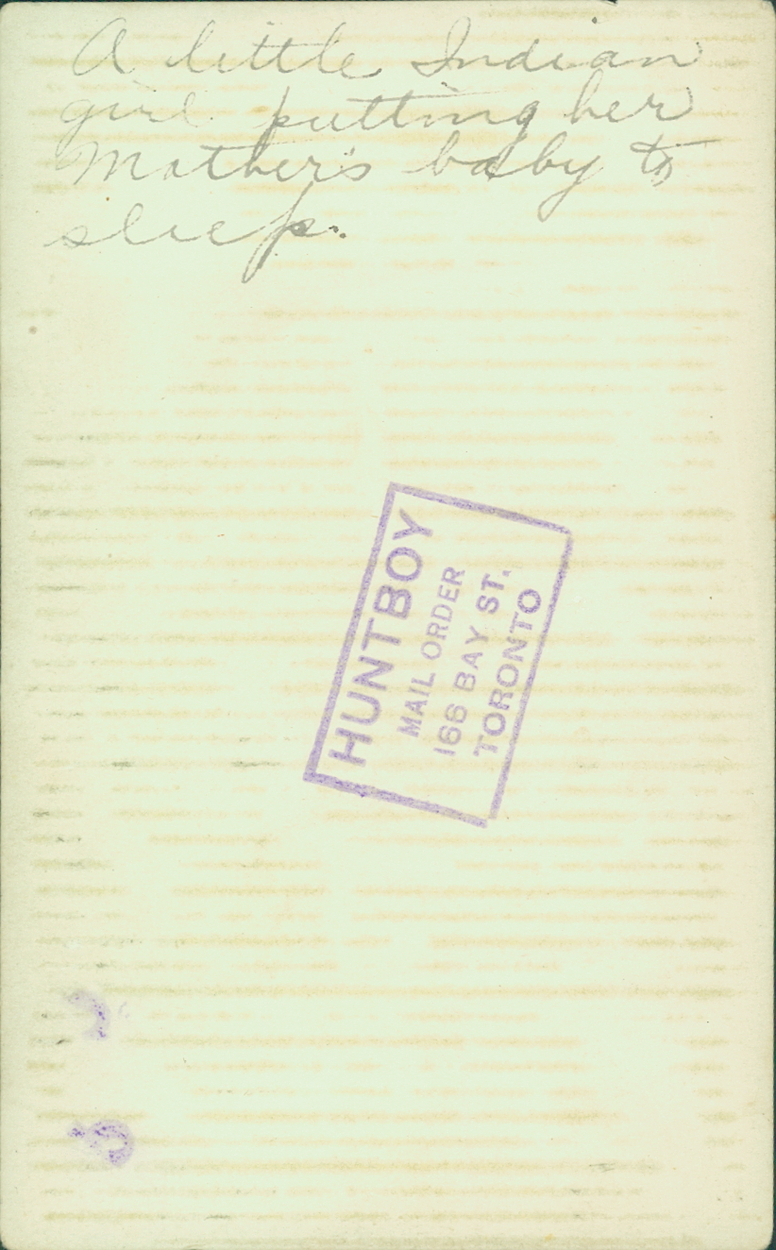 A little Indian
girl putting her
Mother's baby to
sleep.
HUNTBOY
MAIL ORDER
166 BAY ST.
TORONTO